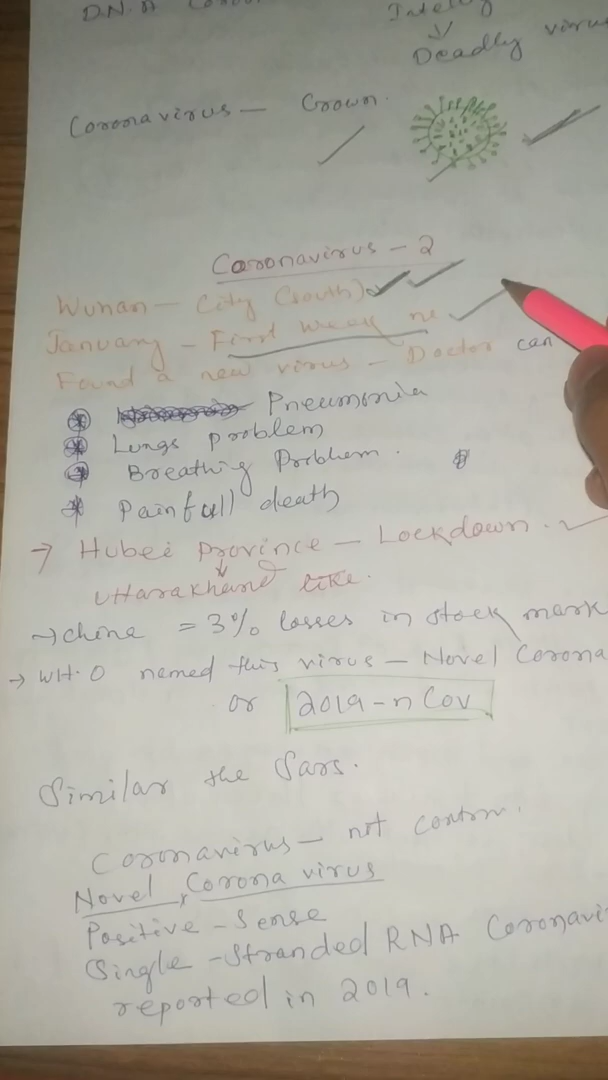 D.N.A
Deadly virus
Coronavirus - Crown.
Coronavirus - 2
Wuhan - City (South)
January - First week ne
Found a new virus - Doctor can
Pneumonia
Lungs problem
Breathing Problem.
Painfull death
→ Hubei Province - Lockdown.
Uttarakhand like.
→ chine = 3% losses in stock mark
→ W.H.O named this virus - Novel Corona
or 2019-nCov
Similar the Sars.
Coronavirus - not
Novel, Corona virus
Positive - Sense
Single - Stranded RNA Coronavi
reported in 2019.